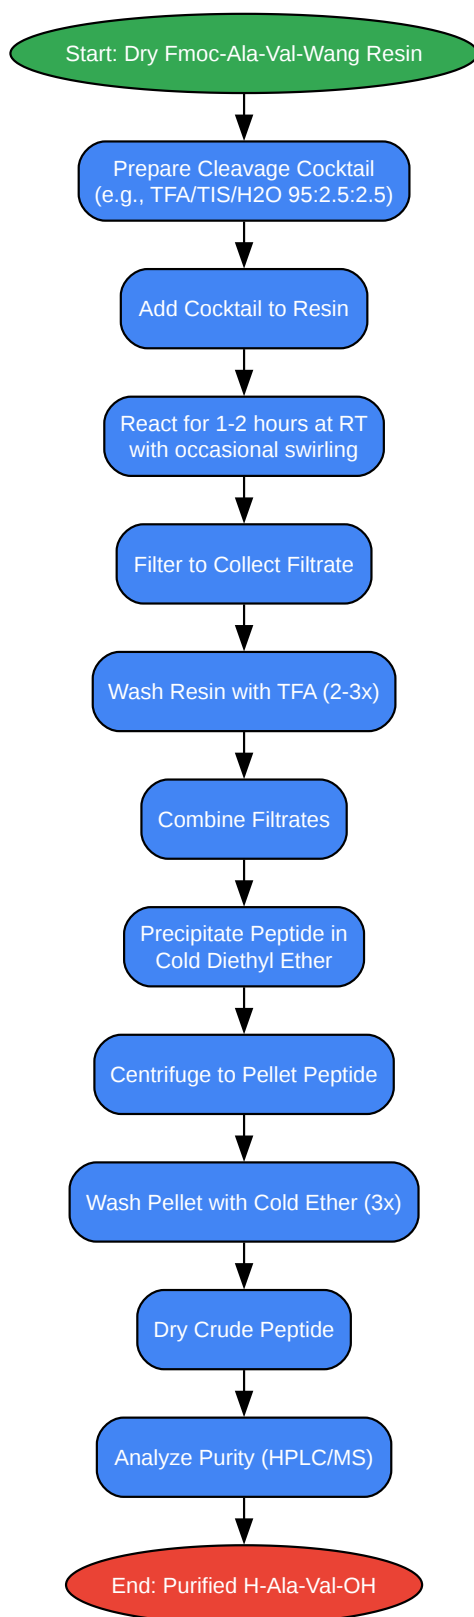 Start: Dry Fmoc-Ala-Val-Wang Resin
Prepare Cleavage Cocktail
(e.g., TFA/TIS/H2O 95:2.5:2.5)
Add Cocktail to Resin
React for 1-2 hours at RT
with occasional swirling
Filter to Collect Filtrate
Wash Resin with TFA (2-3x)
Combine Filtrates
Precipitate Peptide in
Cold Diethyl Ether
Centrifuge to Pellet Peptide
Wash Pellet with Cold Ether (3x)
Dry Crude Peptide
Analyze Purity (HPLC/MS)
End: Purified H-Ala-Val-OH